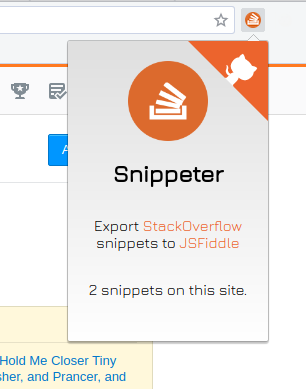 A
Snippeter
Export StackOverflow
snippets to JSFiddle
2 snippets on this site.
Hold Me Closer Tiny
sher, and Prancer, and